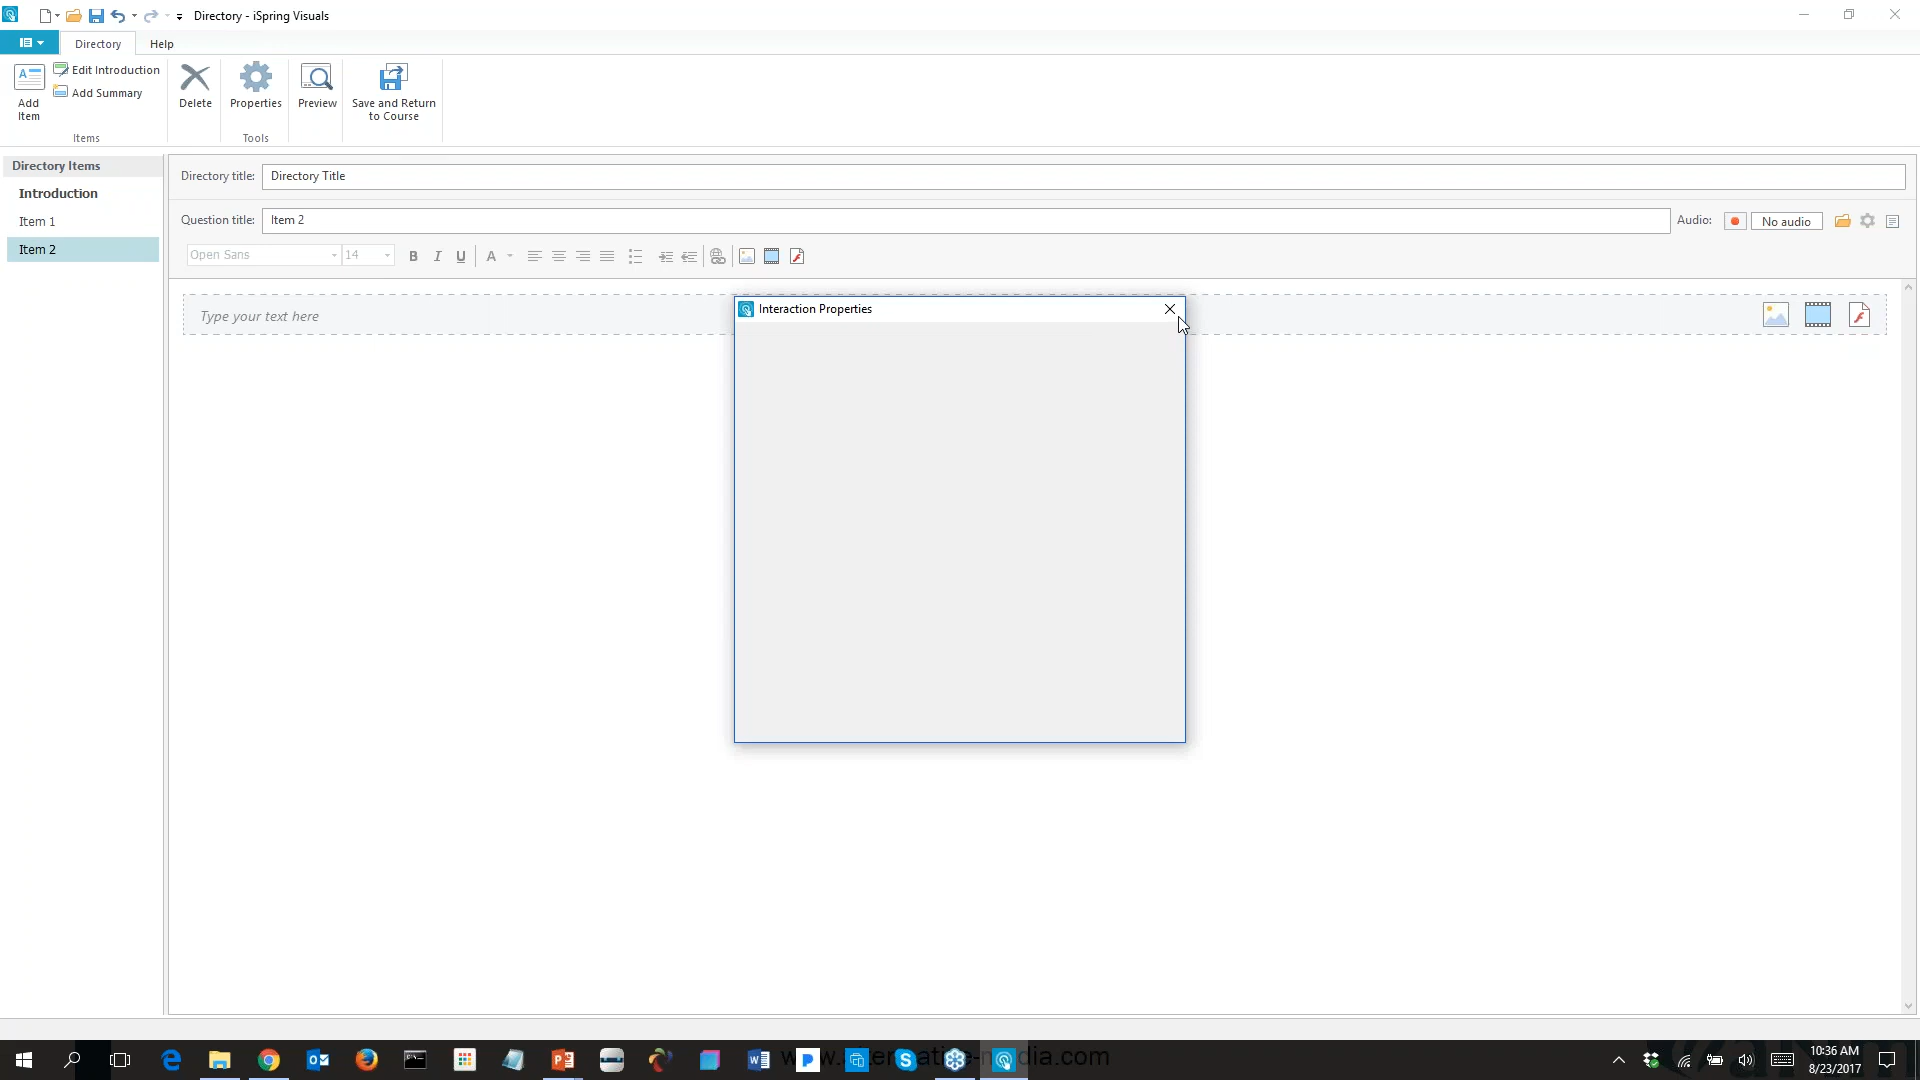 Directory - iSpring Visuals
Directory
Help
Add Item
Edit Introduction
Add Summary
Delete
Properties
Preview
Save and Return to Course
Items
Tools
Directory Items
Introduction
Item 1
Item 2
Directory title:
Directory Title
Question title:
Item 2
Audio:
No audio
Open Sans
14
B
I
U
A
Type your text here
Interaction Properties
10:36 AM
8/23/2017